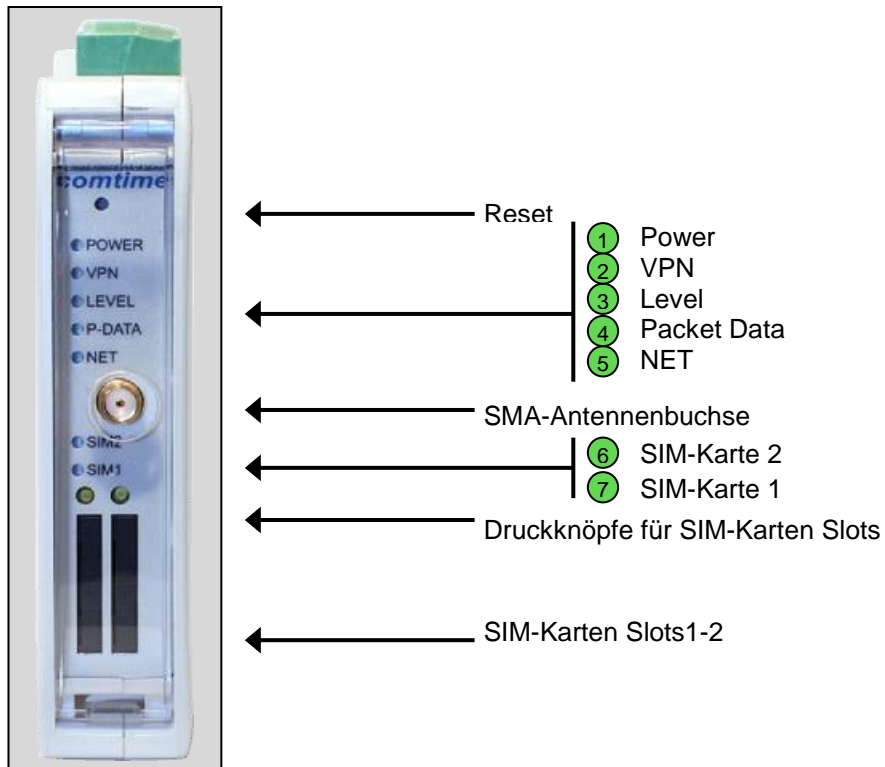 comtime
POWER
VPN
LEVEL
P-DATA
NET
SIM2
SIM1
Reset
1 Power
2 VPN
3 Level
4 Packet Data
5 NET
SMA-Antennenbuchse
6 SIM-Karte 2
7 SIM-Karte 1
Druckknöpfe für SIM-Karten Slots
SIM-Karten Slots1-2